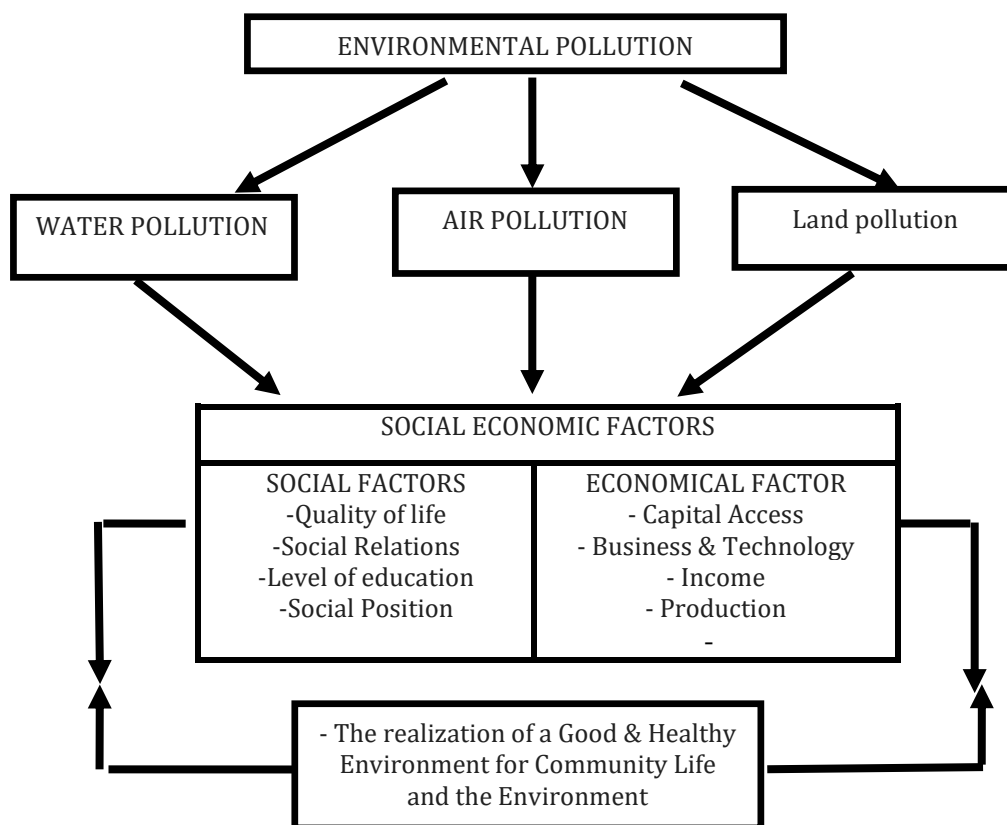 ENVIRONMENTAL POLLUTION
WATER POLLUTION
AIR POLLUTION
Land pollution
SOCIAL ECONOMIC FACTORS
SOCIAL FACTORS
-Quality of life
-Social Relations
-Level of education
-Social Position
ECONOMICAL FACTOR
- Capital Access
- Business & Technology
- Income
- Production
-
- The realization of a Good & Healthy
Environment for Community Life
and the Environment